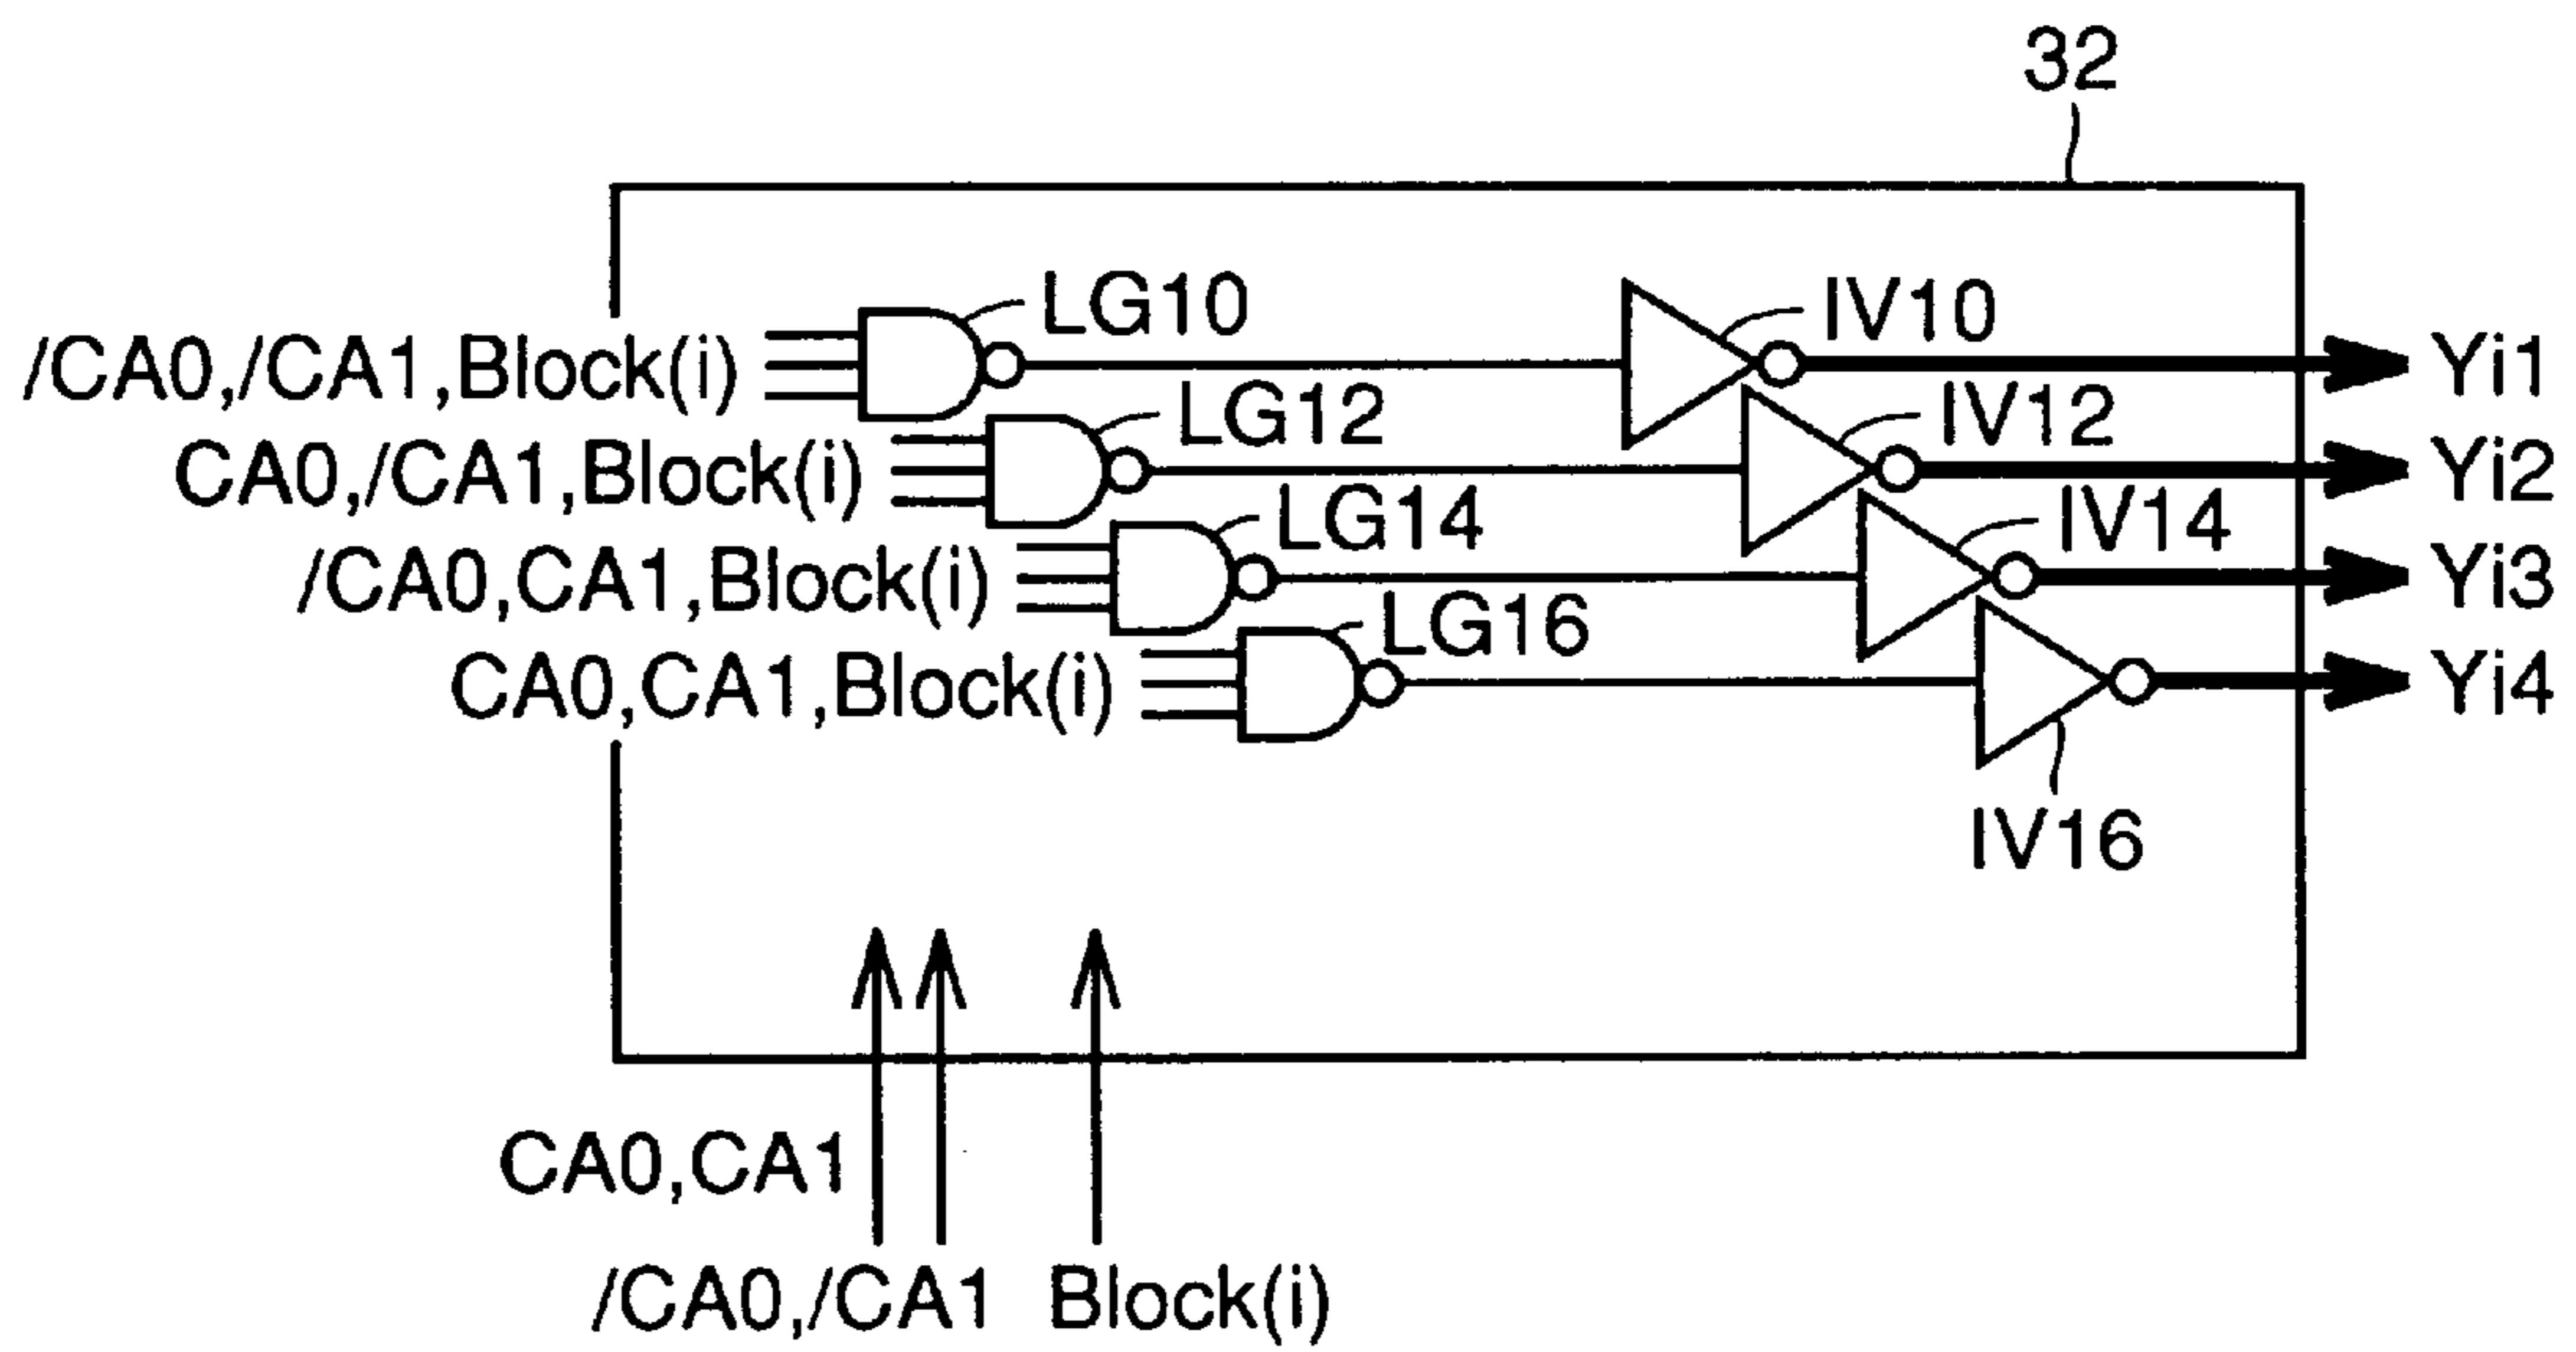 32
LG10
IV10
/CA0,/CA1,Block(i)
Yi1
LG12
IV12
CA0,/CA1,Block(i)
Yi2
LG14
IV14
/CA0,CA1,Block(i)
Yi3
LG16
CA0,CA1,Block(i)
Yi4
IV16
CA0,CA1
/CA0,/CA1 Block(i)